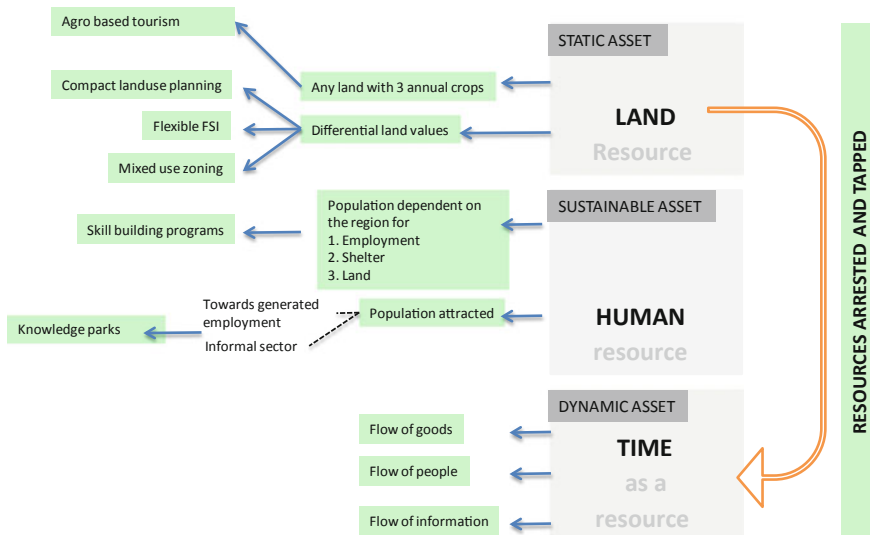 Agro based tourism
STATIC ASSET
Compact landuse planning
Any land with 3 annual crops
LAND
Resource
Flexible FSI
Differential land values
Mixed use zoning
SUSTAINABLE ASSET
Population dependent on
the region for
1. Employment
2. Shelter
3. Land
Skill building programs
Towards generated
employment
Population attracted
HUMAN
resource
Knowledge parks
Informal sector
DYNAMIC ASSET
Flow of goods
TIME
as a
resource
Flow of people
Flow of information
RESOURCES ARRESTED AND TAPPED